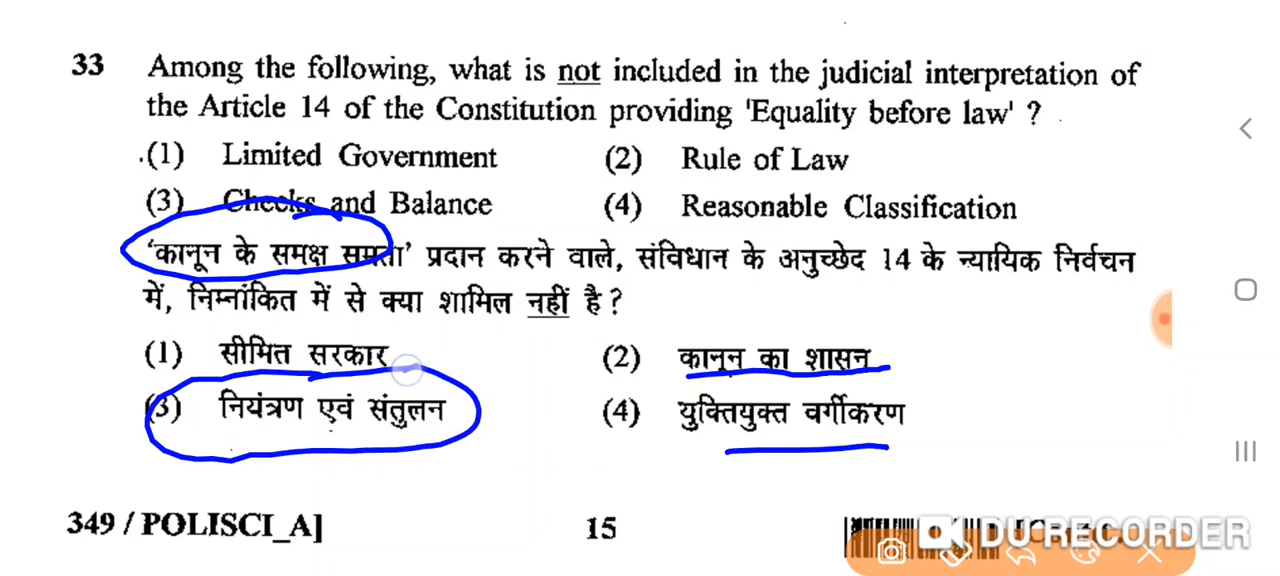 33 Among the following, what is not included in the judicial interpretation of
the Article 14 of the Constitution providing 'Equality before law' ?
(1) Limited Government (2) Rule of Law
(3) Checks and Balance (4) Reasonable Classification
'कानून के समक्ष समता' प्रदान करने वाले, संविधान के अनुच्छेद 14 के न्यायिक निर्वचन
में, निम्नांकित में से क्या शामिल नहीं है ?
(1) सीमित सरकार (2) कानून का शासन
(3) नियंत्रण एवं संतुलन (4) युक्तियुक्त वर्गीकरण
349 / POLISCI_A] 15
DU RECORDER